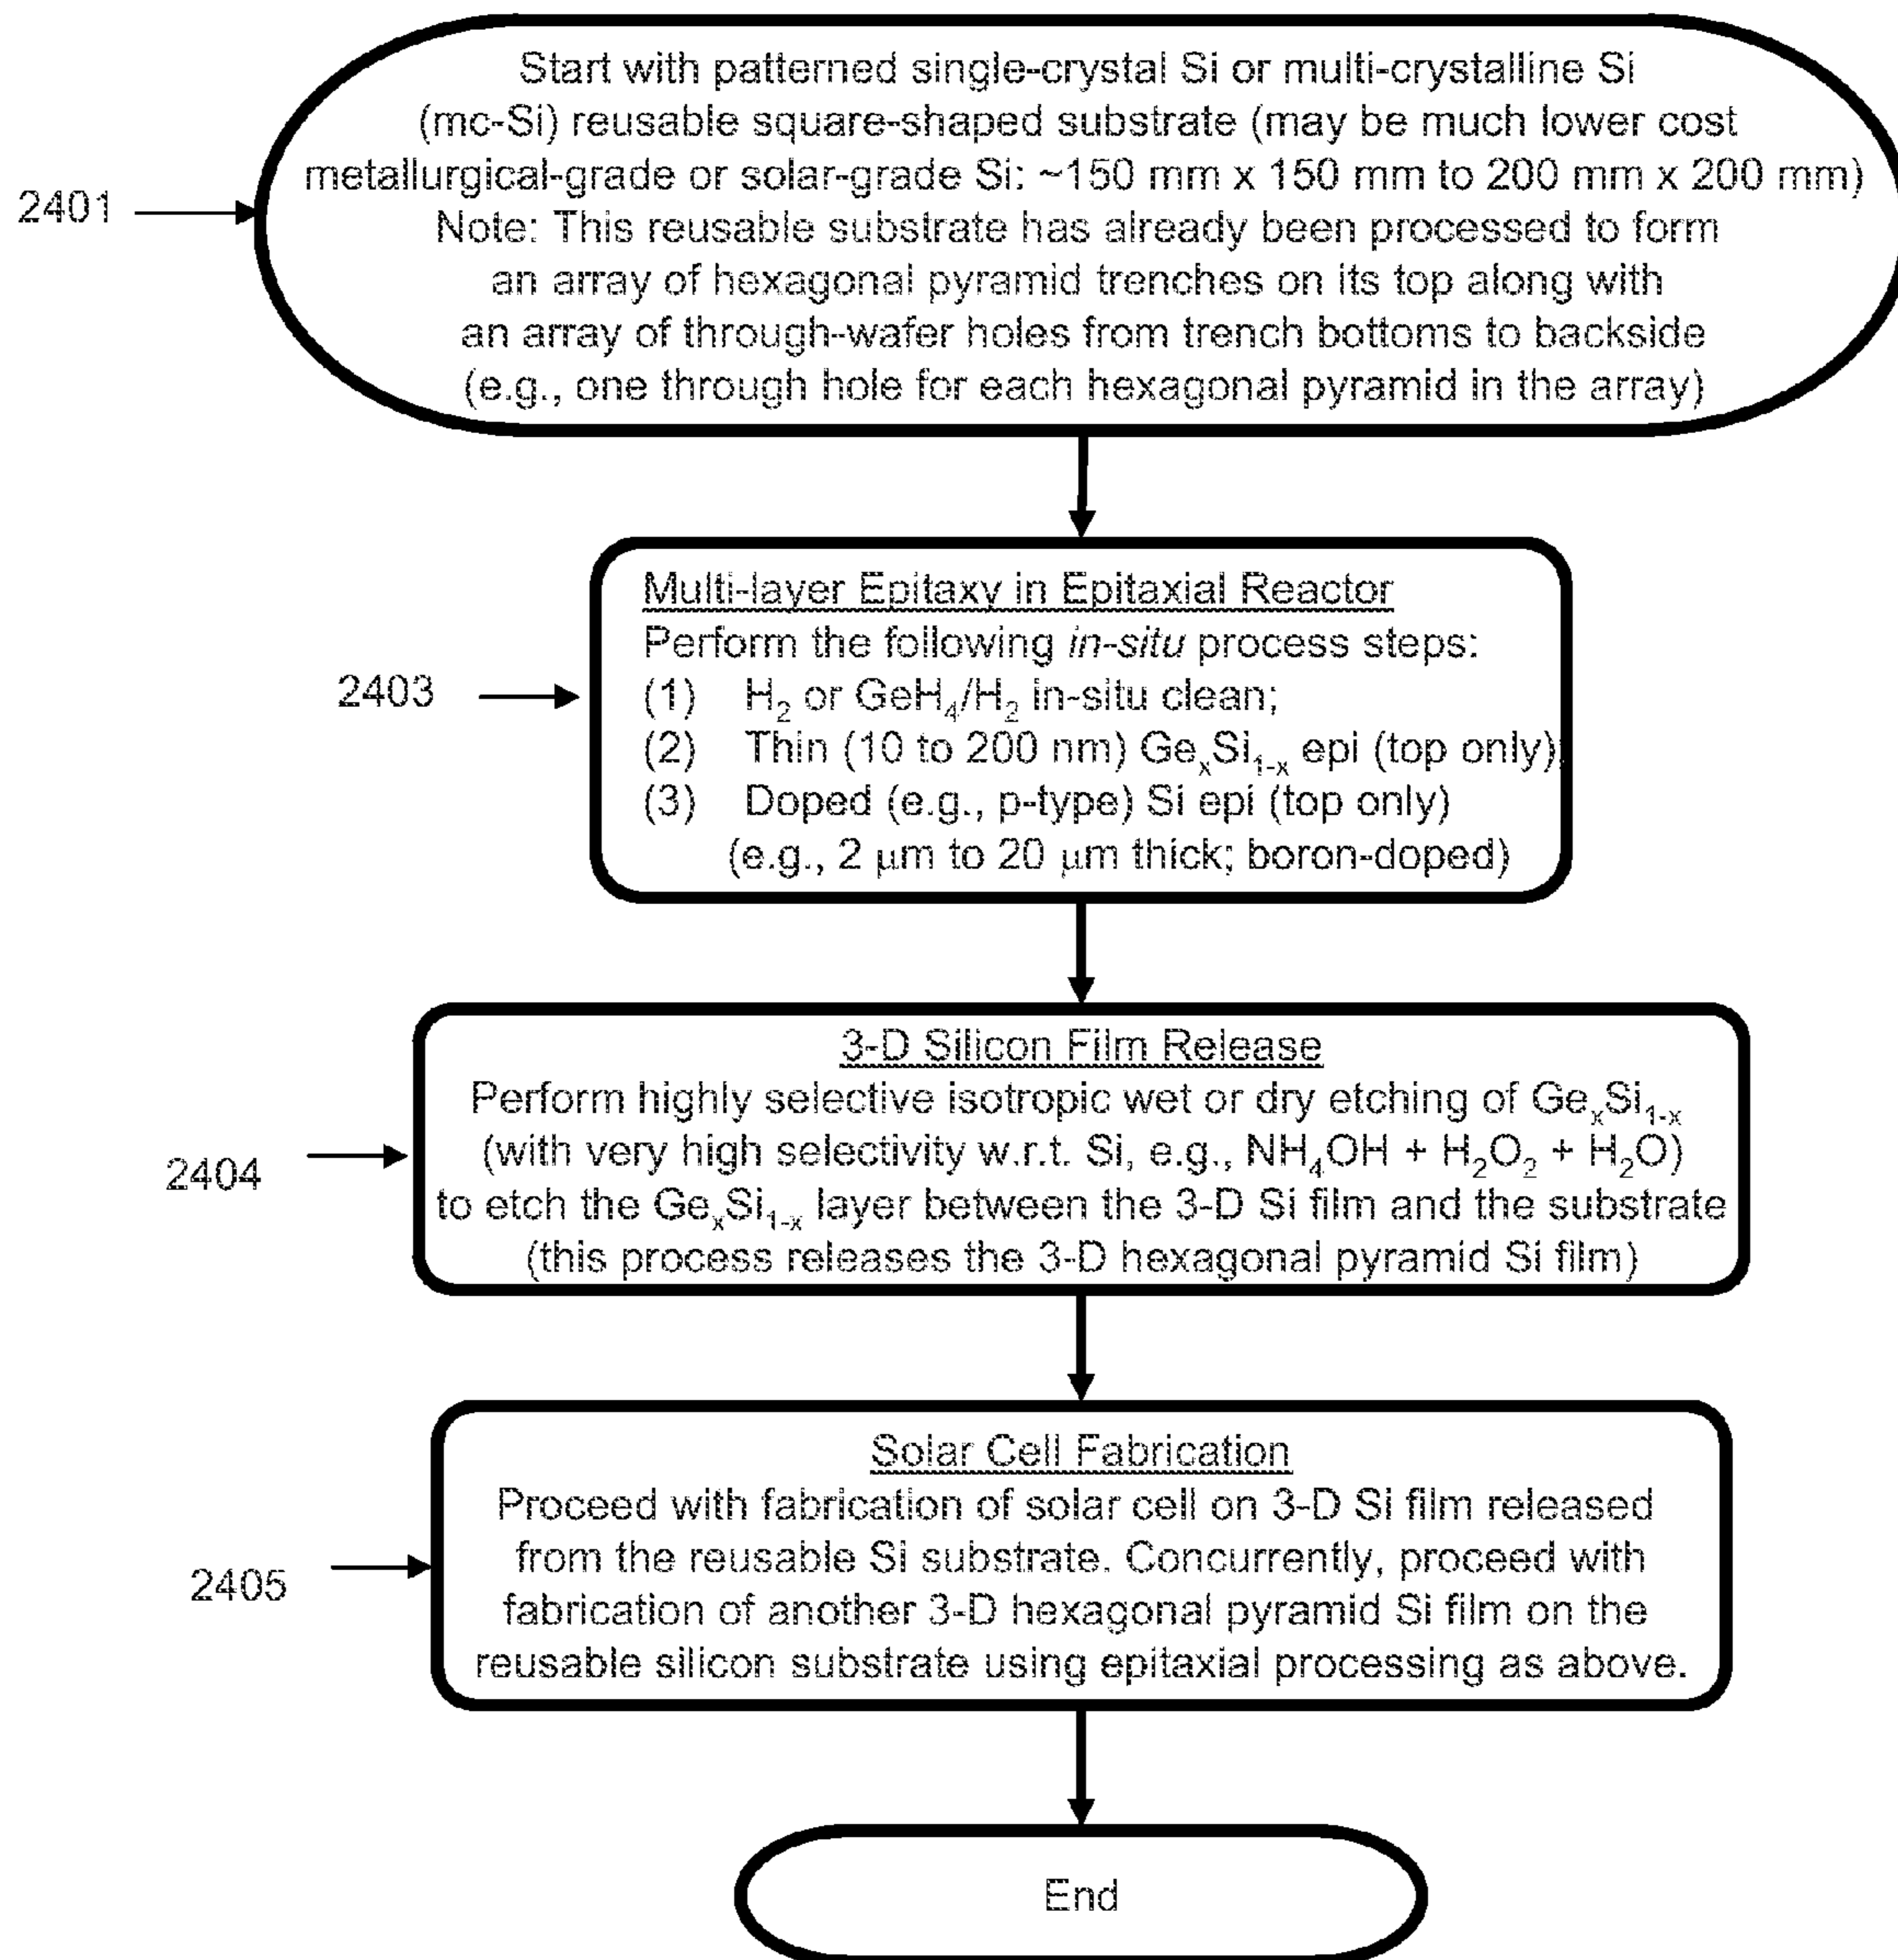 Start with patterned single-crystal Si or multi-crystalline Si
(mc-Si) reusable square-shaped substrate (may be much lower cost
metallurgical-grade or solar-grade Si: ~150 mm x 150 mm to 200 mm x 200 mm)
2401
Note: This reusable substrate has already been processed to form
an array of hexagonal pyramid trenches on its top along with
an array of through-wafer holes from trench bottoms to backside
(e.g., one through hole for each hexagonal pyramid in the array)
Multi-layer Epitaxy in Epitaxial Reactor
Perform the following in-situ process steps:
2403
(1) H₂ or GeH₄/H₂ in-situ clean;
(2) Thin (10 to 200 nm) GeₓSi₁₋ₓ epi (top only);
(3) Doped (e.g., p-type) Si epi (top only)
(e.g., 2 μm to 20 μm thick; boron-doped)
3-D Silicon Film Release
Perform highly selective isotropic wet or dry etching of GeₓSi₁₋ₓ
(with very high selectivity w.r.t. Si, e.g., NH₄OH + H₂O₂ + H₂O)
2404
to etch the GeₓSi₁₋ₓ layer between the 3-D Si film and the substrate
(this process releases the 3-D hexagonal pyramid Si film)
Solar Cell Fabrication
Proceed with fabrication of solar cell on 3-D Si film released
from the reusable Si substrate. Concurrently, proceed with
2405
fabrication of another 3-D hexagonal pyramid Si film on the
reusable silicon substrate using epitaxial processing as above.
End